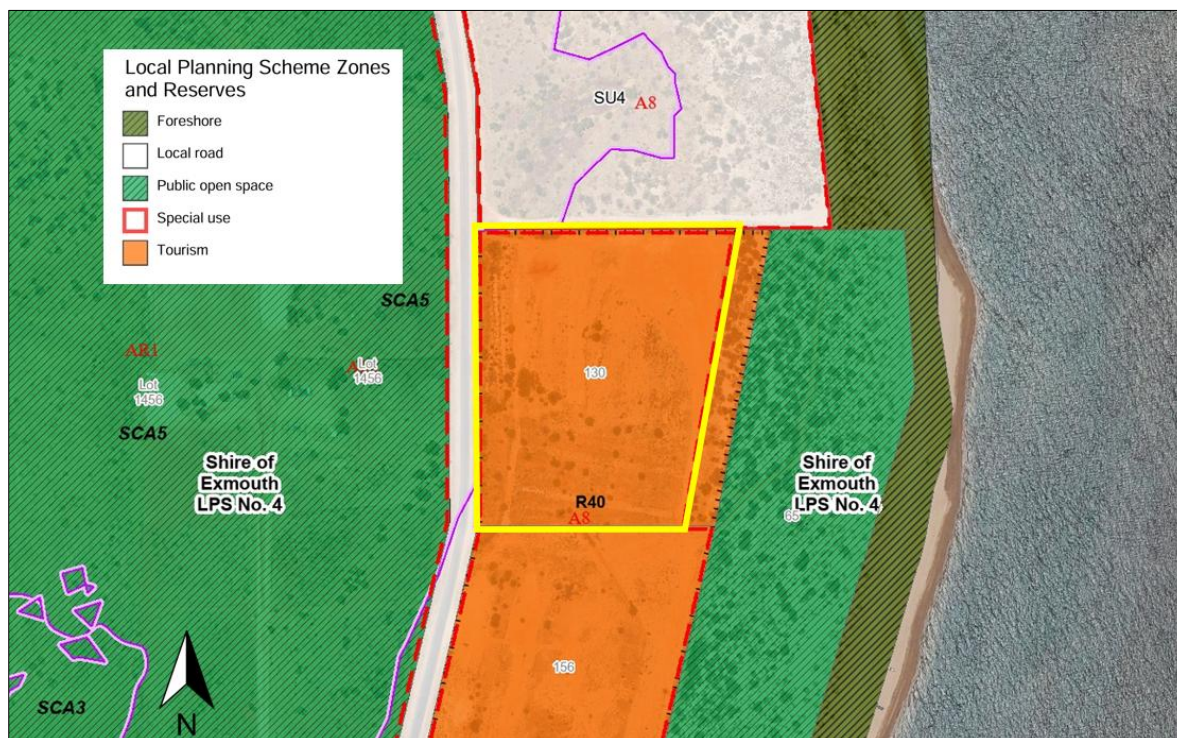 Local Planning Scheme Zones
and Reserves
Foreshore
Local road
Public open space
Special use
Tourism
SU4
A8
SCA5
AR1
Lot
1456
Lot
1456
SCA5
130
Shire of
Exmouth
LPS No. 4
R40
A8
Shire of
Exmouth
LPS No. 4
65
156
SCA3
N